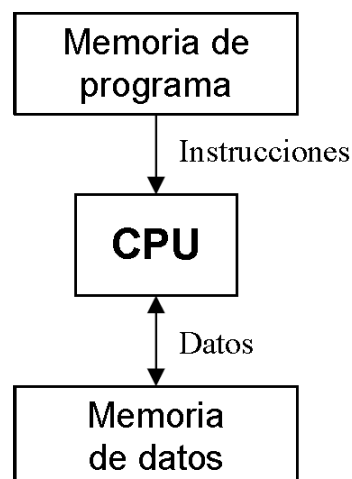 Memoria de
programa
Instrucciones
CPU
Datos
Memoria
de datos